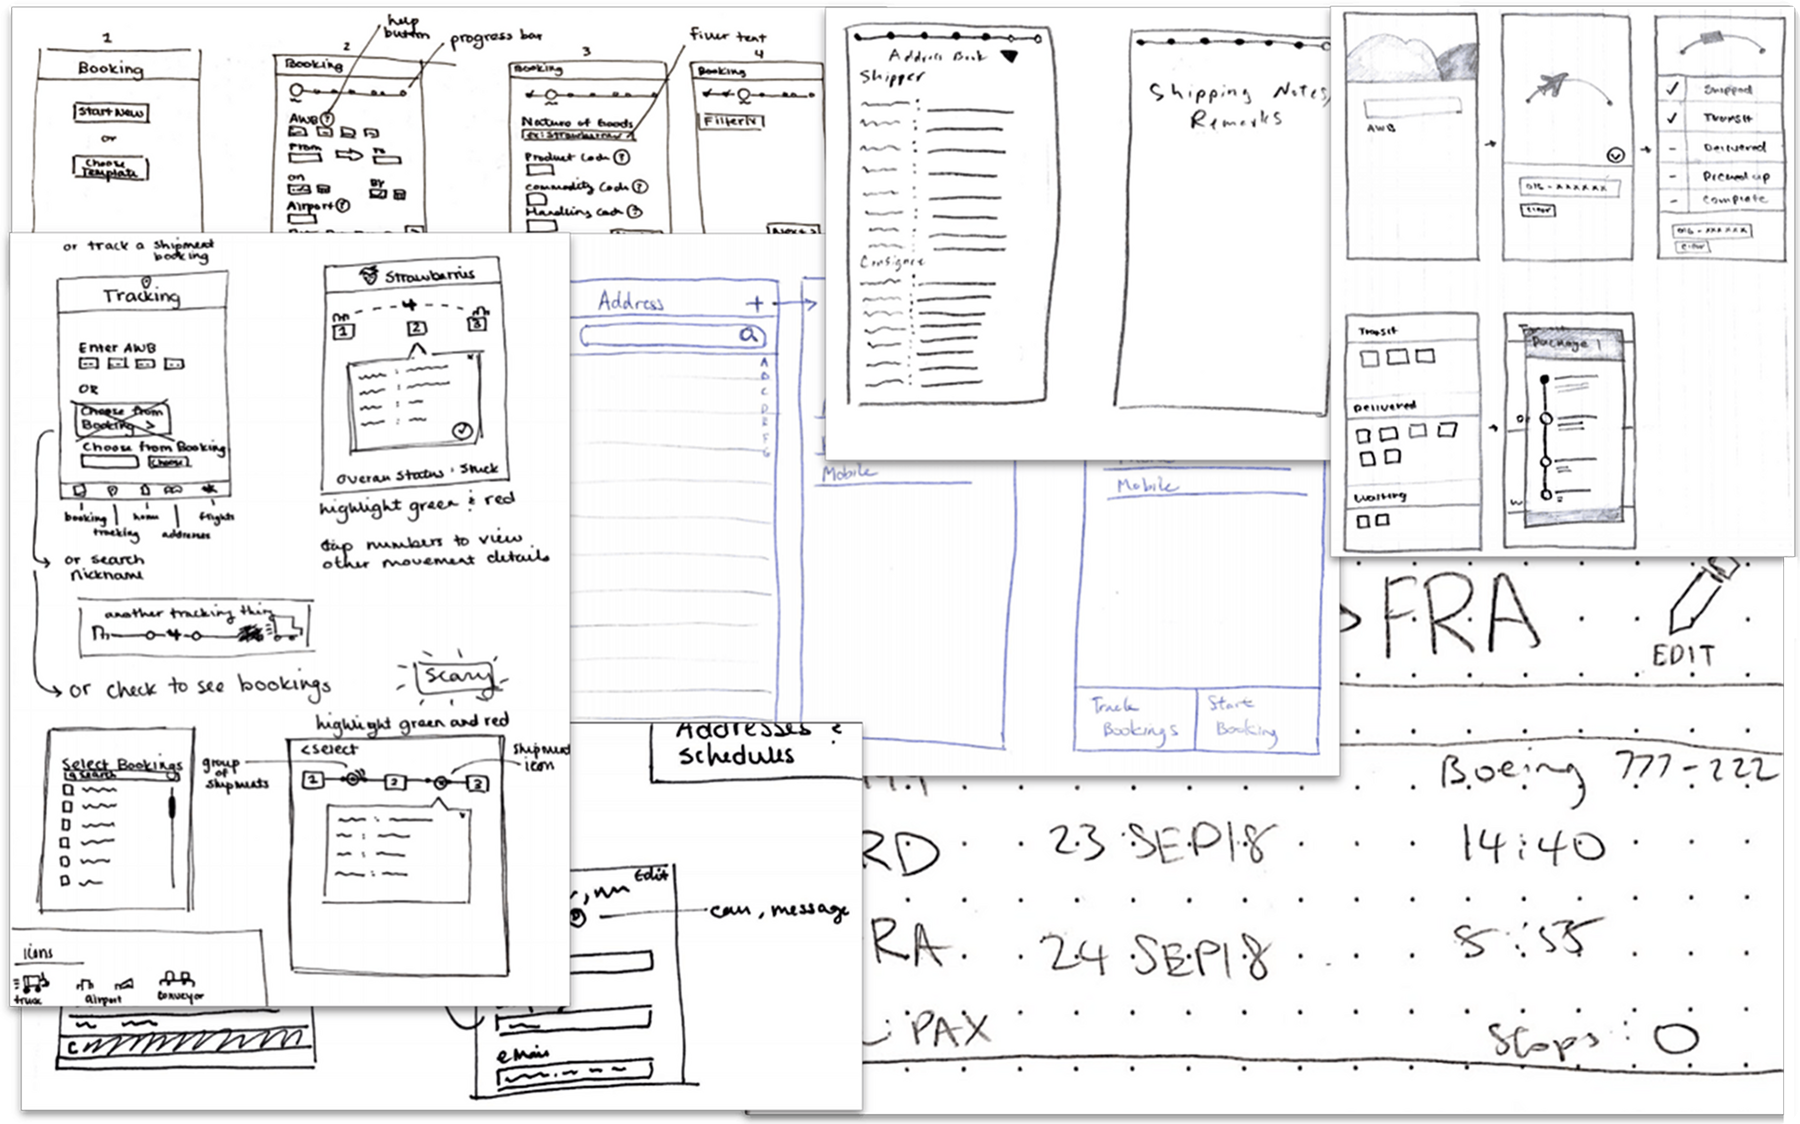 1
Booking
Start New
or
Choose
Template
help
button
progress bar
2
Booking
AWB ?
From
To
on
By
Airport ?
filler text
3
Booking
Nature of Goods
ex: Strawberries
Product Code ?
Commodity Code ?
Handling Code ?
4
Booking
Filter
Next >
Address Book
Shipper
Consignee
Shipping Notes,
Remarks
AWB
016 - xxxxxx
Enter
Shipped
Transit
Delivered
Picked up
Complete
016 - xxxxxx
Enter
Transit
Delivered
Waiting
Package 1
or track a shipment
booking
Tracking
Enter AWB
OR
Choose from
Booking >
Choose from Booking
Choose
booking
tracking
home
addresses
flights
or search
nickname
another tracking thing
or check to see bookings
Strawberries
1
2
3
Overall Status: Stuck
highlight green & red
tap numbers to view
other movement details
Scary
Select Bookings
Search
group
of
shipments
highlight green and red
<select
1
2
3
shipment
icon
icons
truck
airport
conveyor
Address +
A
B
C
D
E
F
G
Mobile
Mobile
Track
Bookings
Start
Booking
Addresses &
Schedules
Edit
call, message
email
C
FRA
EDIT
Boeing 777-222
RD
23 SEP18
14:40
RA
24 SEP18
5:55
PAX
Stops: 0